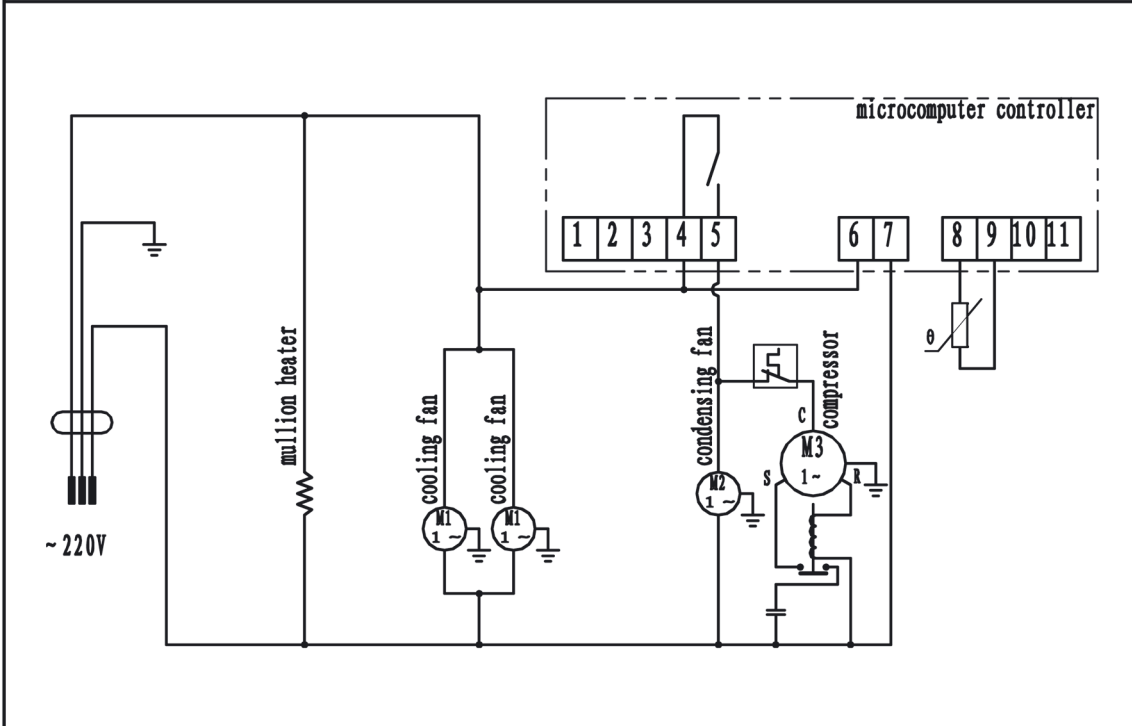 microcomputer controller
1 2 3 4 5 6 7 8 9 10 11
θ
mullion heater
cooling fan
cooling fan
condensing fan
compressor
C
M3
1~
S
R
M2
1 ~
M1
1 ~
M1
1 ~
~220V